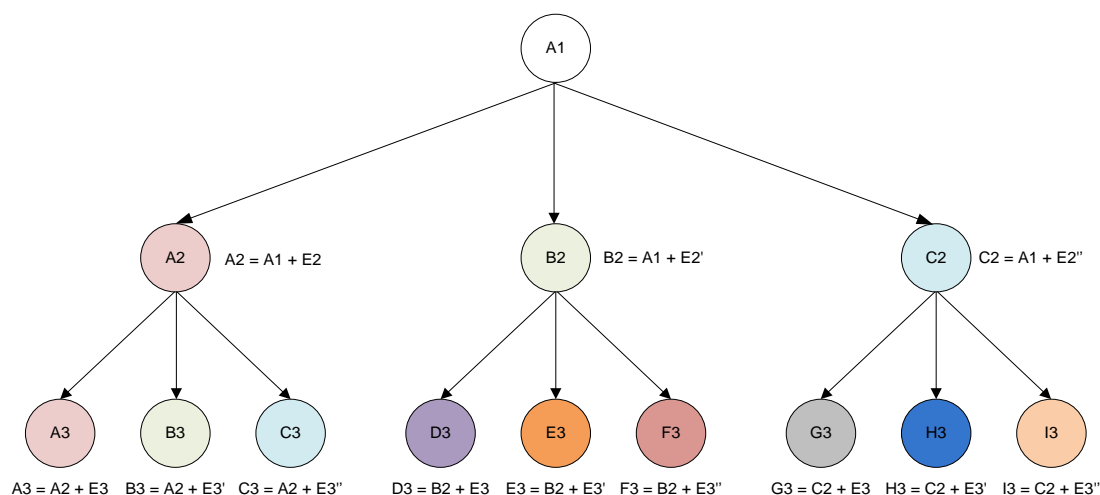 A1
A2
A2 = A1 + E2
B2
B2 = A1 + E2'
C2
C2 = A1 + E2''
A3
B3
C3
D3
E3
F3
G3
H3
I3
A3 = A2 + E3
B3 = A2 + E3'
C3 = A2 + E3''
D3 = B2 + E3
E3 = B2 + E3'
F3 = B2 + E3''
G3 = C2 + E3
H3 = C2 + E3'
I3 = C2 + E3''